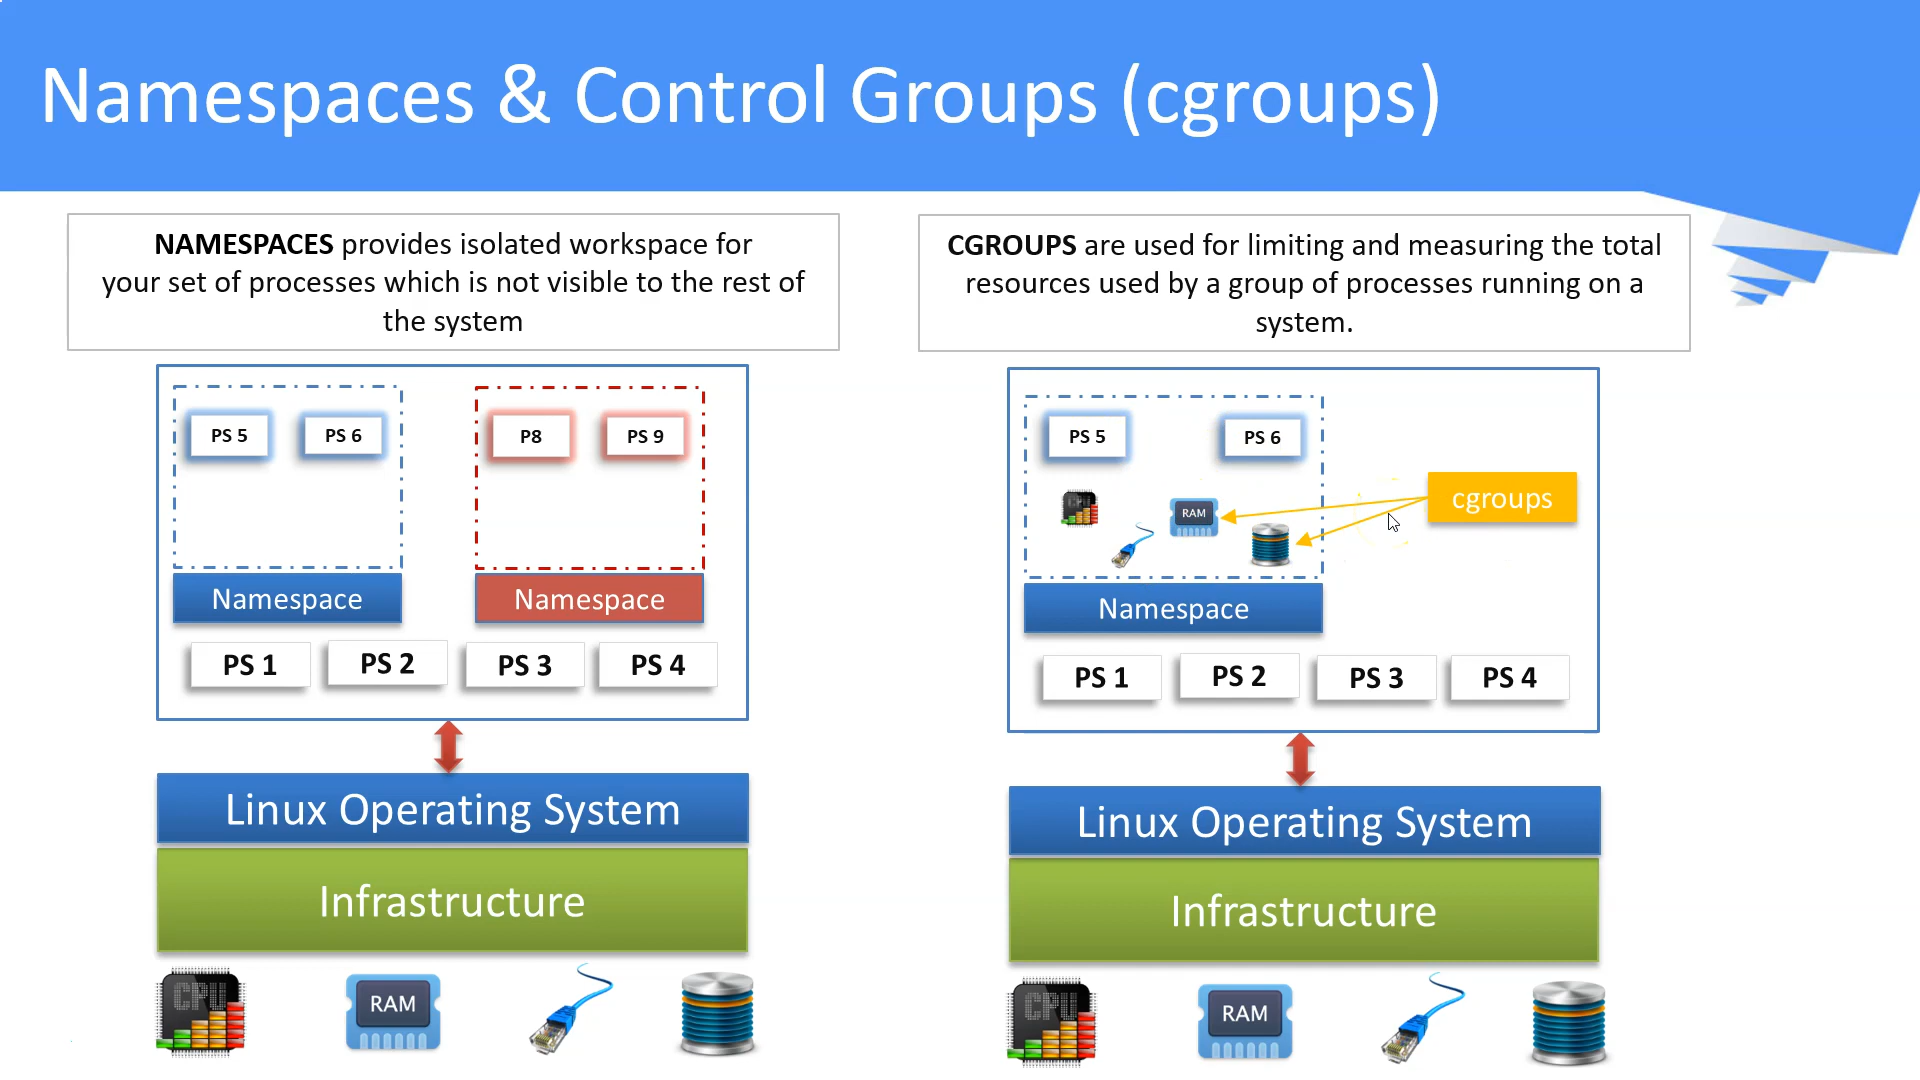 Namespaces & Control Groups (cgroups)
NAMESPACES provides isolated workspace for
your set of processes which is not visible to the rest of
the system
PS 5
PS 6
P8
PS 9
Namespace
Namespace
PS 1
PS 2
PS 3
PS 4
Linux Operating System
Infrastructure
CPU
RAM
CGROUPS are used for limiting and measuring the total
resources used by a group of processes running on a
system.
PS 5
PS 6
CPU
RAM
cgroups
Namespace
PS 1
PS 2
PS 3
PS 4
Linux Operating System
Infrastructure
CPU
RAM